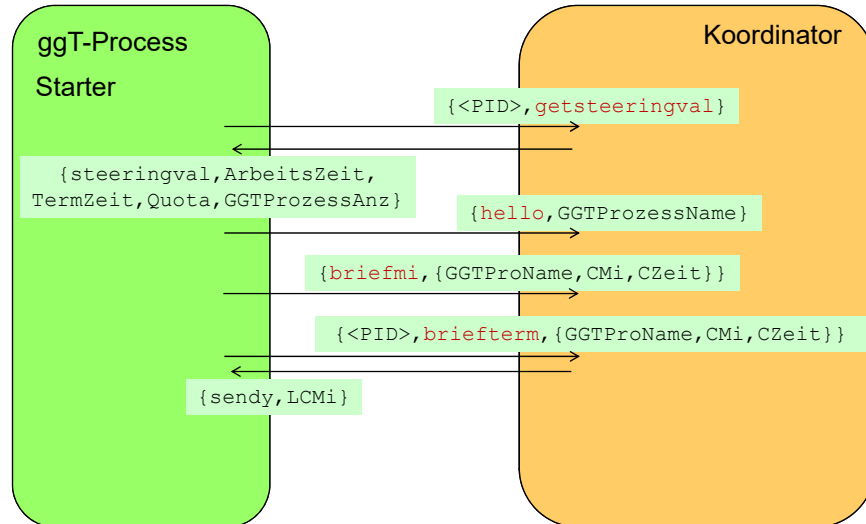 ggT-Process
Starter
Koordinator
{<PID>,getsteeringval}
{steeringval,ArbeitsZeit,
TermZeit,Quota,GGTProzessAnz}
{hello,GGTProzessName}
{briefmi,{GGTProName,CMi,CZeit}}
{<PID>,briefterm,{GGTProName,CMi,CZeit}}
{sendy,LCMi}